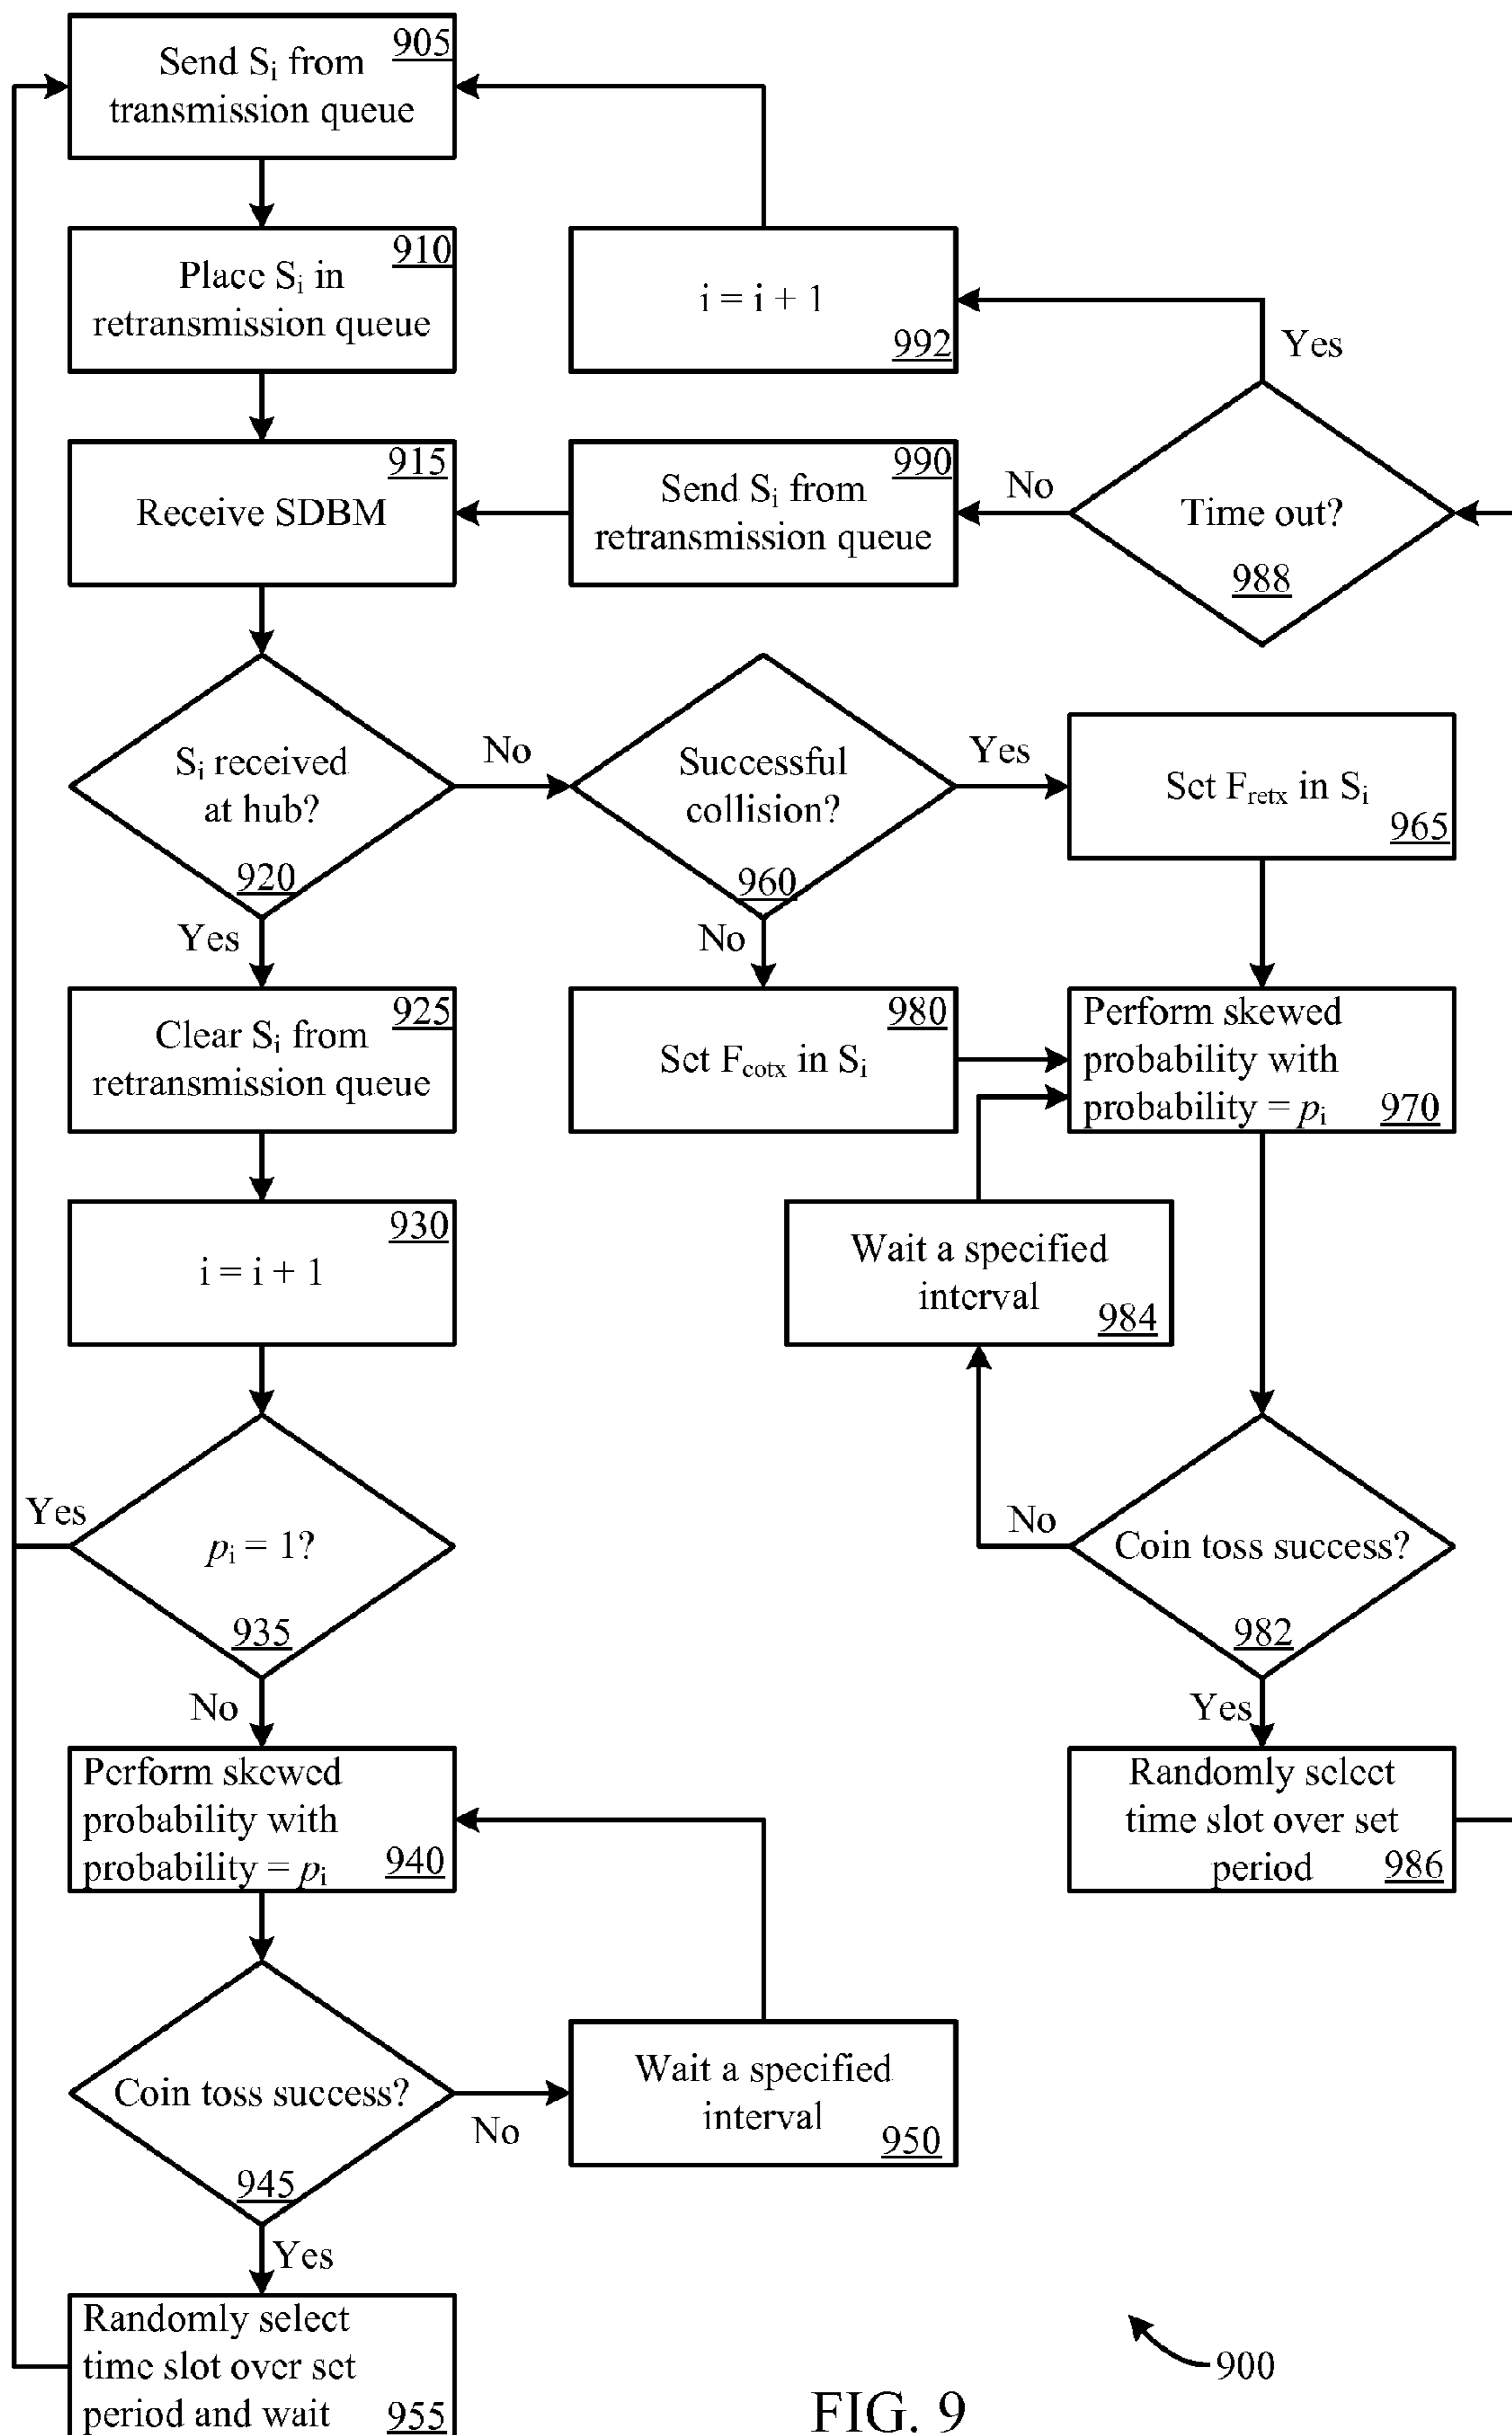 905
Send Si from
transmission queue
910
Place Si in
retransmission queue
i = i + 1
992
Yes
915
Receive SDBM
990
Send Si from
retransmission queue
No
Time out?
988
Si received
at hub?
920
No
Successful
collision?
960
Yes
Set Fretx in Si
965
Yes
No
925
Clear Si from
retransmission queue
980
Set Fcotx in Si
Perform skewed
probability with
probability = pi 970
930
i = i + 1
Wait a specified
interval
984
Yes
pi = 1?
935
No
No
Coin toss success?
982
Yes
Perform skewed
probability with
probability = pi 940
Randomly select
time slot over set
period 986
Coin toss success?
945
No
Wait a specified
interval
950
Yes
Randomly select
time slot over set
period and wait 955
900
FIG. 9